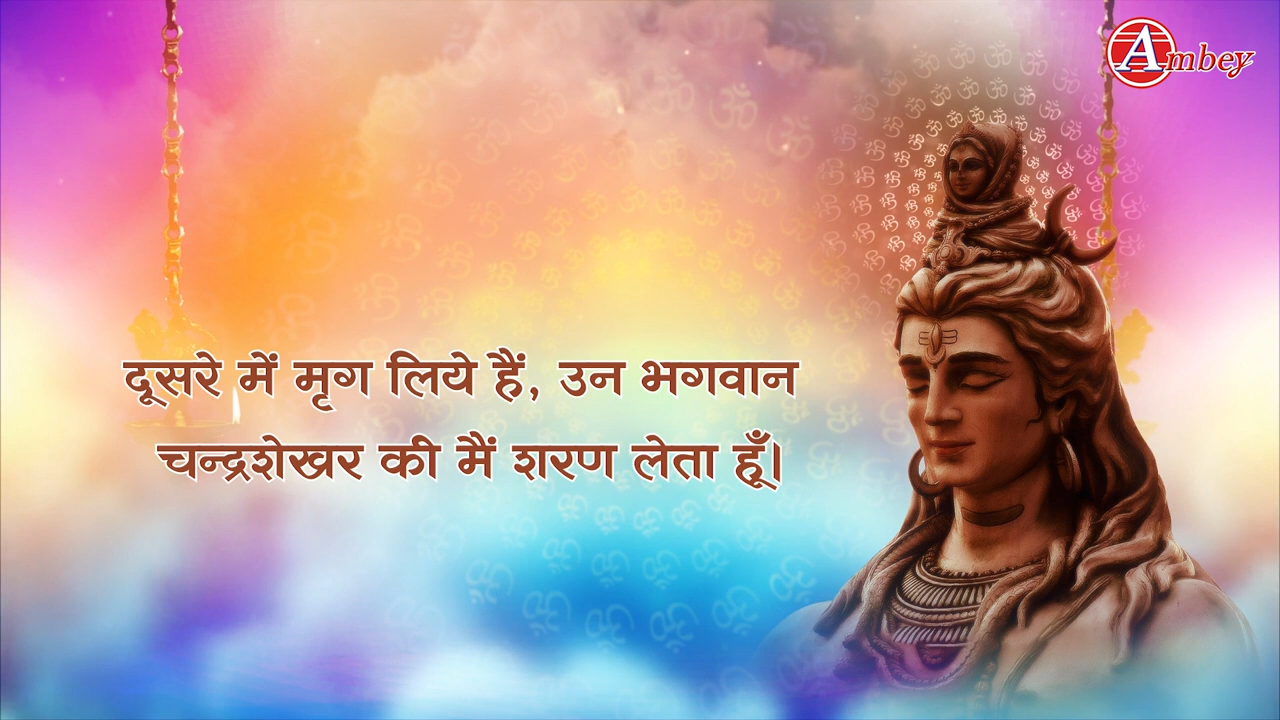 Ambey
दूसरे में मृग लिये हैं, उन भगवान
चन्द्रशेखर की मैं शरण लेता हूँ।